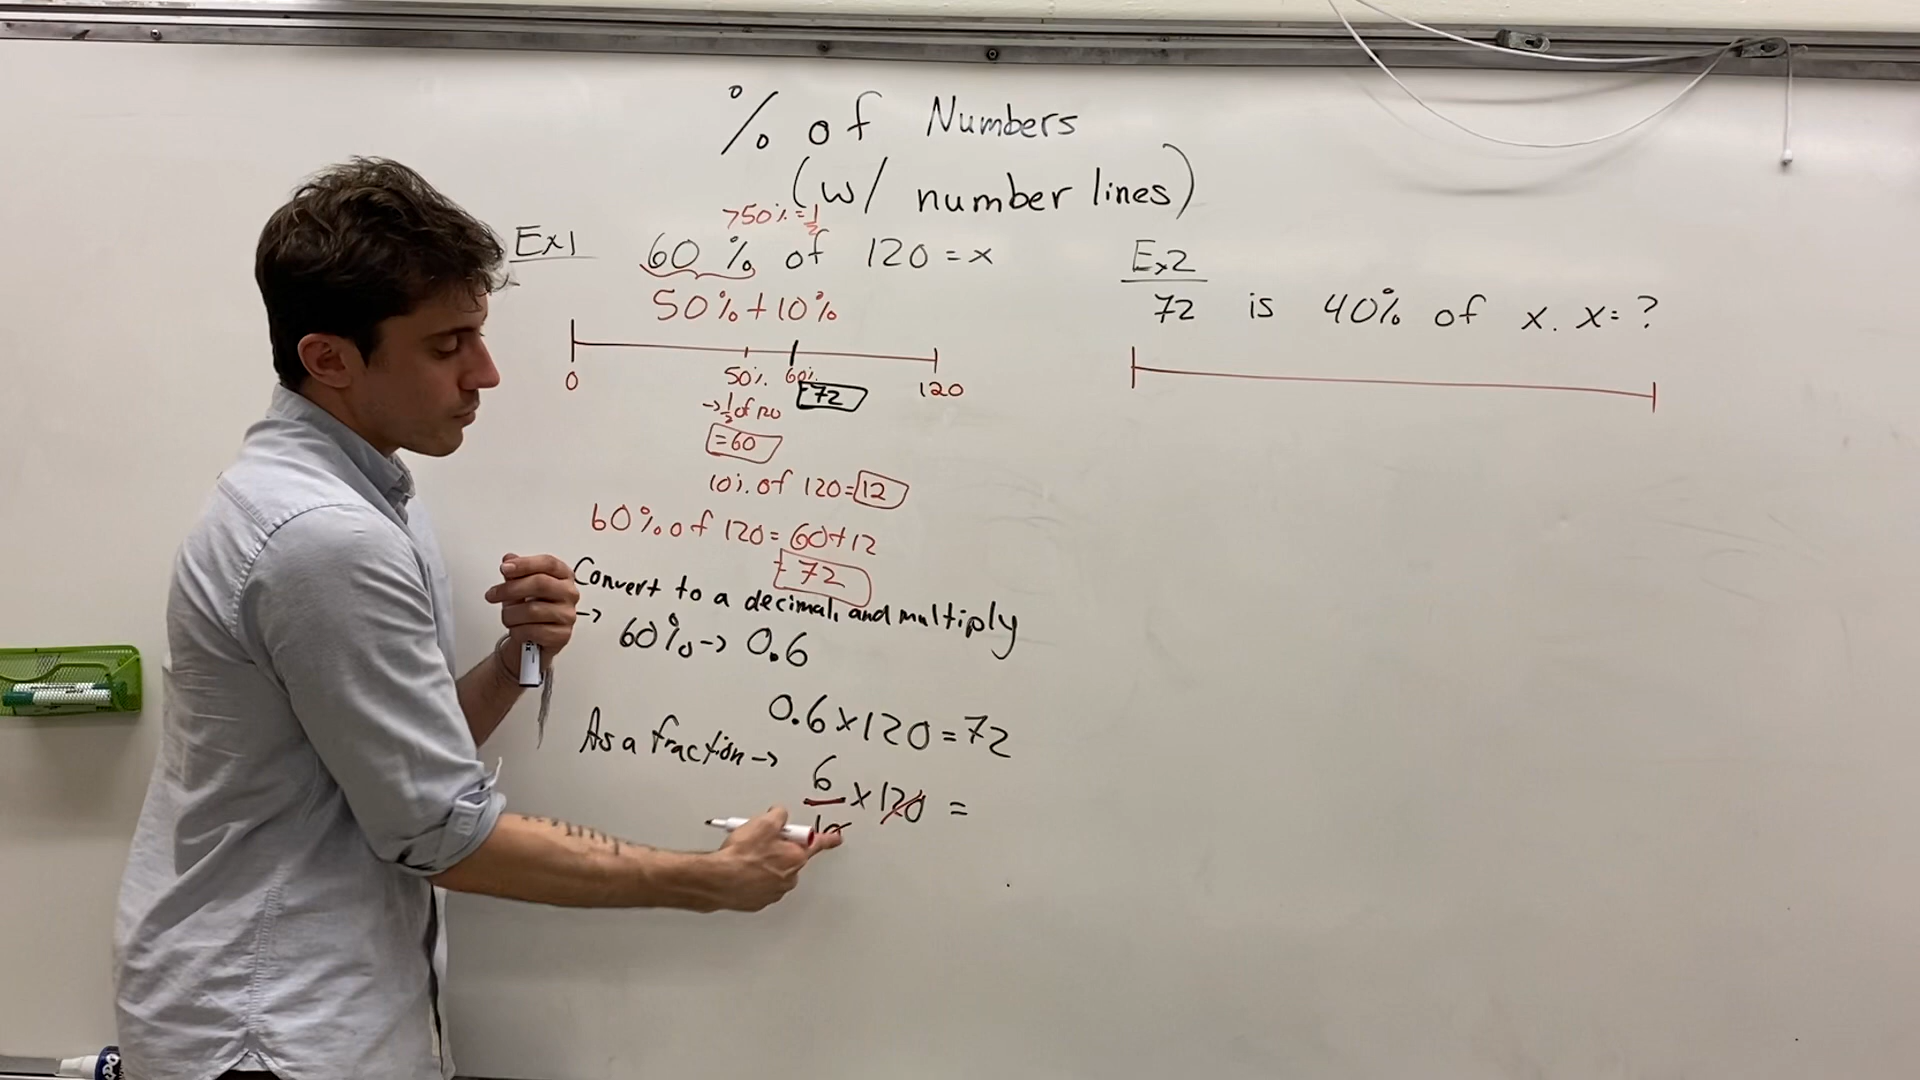 % of Numbers
(w/ number lines)
Ex1
>50% = 1/2
60 % of 120 = x
50% + 10%
0 50% 60% 120
= 72
→ 1/2 of 120
= 60
10% of 120 = 12
60% of 120 = 60 + 12
= 72
Convert to a decimal, and multiply
→ 60% → 0.6
0.6 x 120 = 72
As a fraction →
6/10 x 120 =
Ex2
72 is 40% of x. x = ?